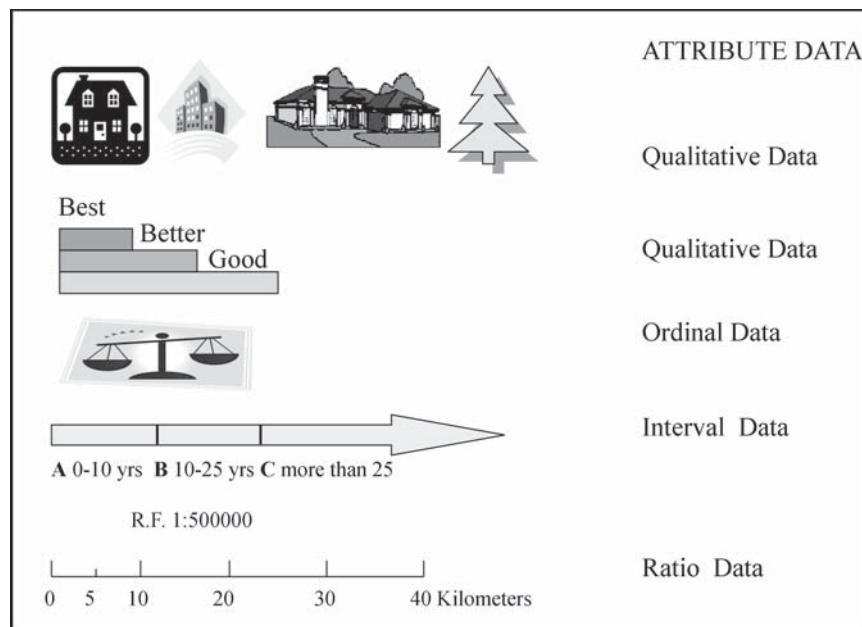 ATTRIBUTE DATA
Qualitative Data
Best
Better
Good
Qualitative Data
Ordinal Data
Interval Data
A 0-10 yrs B 10-25 yrs C more than 25
R.F. 1:500000
Ratio Data
0 5 10 20 30 40 Kilometers